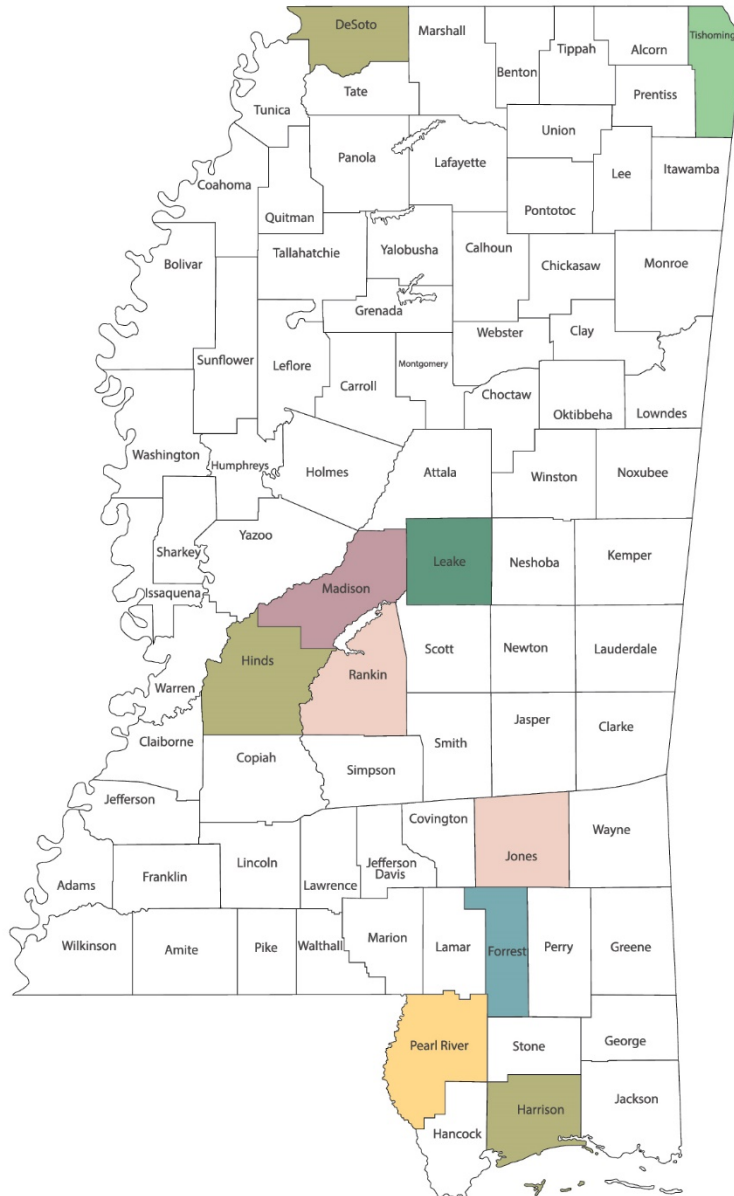 DeSoto
Marshall
Benton
Tippah
Alcorn
Tishoming
Tunica
Tate
Prentiss
Union
Panola
Lafayette
Lee
Itawamba
Coahoma
Quitman
Pontotoc
Bolivar
Tallahatchie
Yalobusha
Calhoun
Chickasaw
Monroe
Grenada
Sunflower
Leflore
Carroll
Montgomery
Webster
Clay
Choctaw
Oktibbeha
Lowndes
Washington
Humphreys
Holmes
Attala
Winston
Noxubee
Sharkey
Yazoo
Issaquena
Madison
Leake
Neshoba
Kemper
Warren
Hinds
Rankin
Scott
Newton
Lauderdale
Claiborne
Copiah
Simpson
Smith
Jasper
Clarke
Jefferson
Covington
Jones
Wayne
Adams
Franklin
Lincoln
Lawrence
Jefferson
Davis
Wilkinson
Amite
Pike
Walthall
Marion
Lamar
Forrest
Perry
Greene
Pearl River
Stone
George
Hancock
Harrison
Jackson